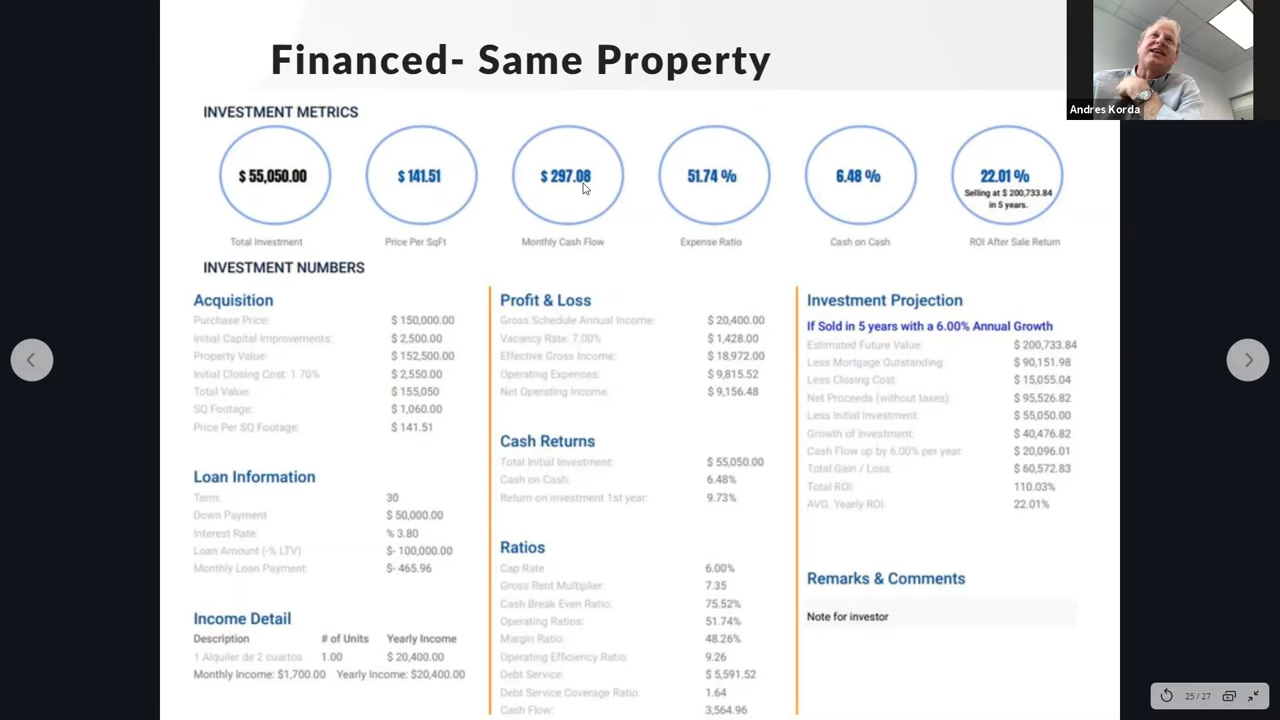 Financed- Same Property
Andres Korda
INVESTMENT METRICS
$ 55,050.00
$ 141.51
$ 297.08
51.74 %
6.48 %
22.01 %
Selling at $ 200,733.84
in 5 years.
Total Investment
Price Per SqFt
Monthly Cash Flow
Expense Ratio
Cash on Cash
ROI After Sale Return
INVESTMENT NUMBERS
Acquisition
Purchase Price: $ 150,000.00
Initial Capital Improvements: $ 2,500.00
Property Value: $ 152,500.00
Initial Closing Cost: 1.70% $ 2,550.00
Total Value: $ 155,050
SQ Footage: $ 1,060.00
Price Per SQ Footage: $ 141.51
Loan Information
Term: 30
Down Payment $ 50,000.00
Interest Rate: % 3.80
Loan Amount (-% LTV) $- 100,000.00
Monthly Loan Payment: $- 465.96
Income Detail
Description # of Units Yearly Income
1 Alquiler de 2 cuartos 1.00 $ 20,400.00
Monthly Income: $1,700.00 Yearly Income: $20,400.00
Profit & Loss
Gross Schedule Annual Income: $ 20,400.00
Vacancy Rate: 7.00% $ 1,428.00
Effective Gross Income: $ 18,972.00
Operating Expenses: $ 9,815.52
Net Operating Income $ 9,156.48
Cash Returns
Total Initial Investment: $ 55,050.00
Cash on Cash: 6.48%
Return on investment 1st year: 9.73%
Ratios
Cap Rate 6.00%
Gross Rent Multiplier: 7.35
Cash Break Even Ratio: 75.52%
Operating Ratios: 51.74%
Margin Ratio: 48.26%
Operating Efficiency Ratio: 9.26
Debt Service: $ 5,591.52
Debt Service Coverage Ratio: 1.64
Cash Flow: 3,564.96
Investment Projection
If Sold in 5 years with a 6.00% Annual Growth
Estimated Future Value: $ 200,733.84
Less Mortgage Outstanding: $ 90,151.98
Less Closing Cost: $ 15,055.04
Net Proceeds (without taxes): $ 95,526.82
Less Initial Investment: $ 55,050.00
Growth of investment: $ 40,476.82
Cash Flow up by 6.00% per year: $ 20,096.01
Total Gain / Loss: $ 60,572.83
Total ROI: 110.03%
AVG. Yearly ROI: 22.01%
Remarks & Comments
Note for investor
25 / 27